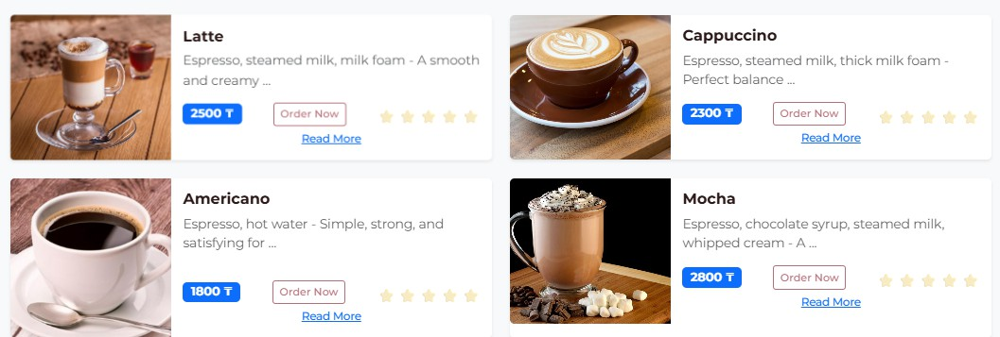 Latte
Espresso, steamed milk, milk foam - A smooth
and creamy ...
2500 ₸
Order Now
Read More
Cappuccino
Espresso, steamed milk, thick milk foam -
Perfect balance ...
2300 ₸
Order Now
Read More
Americano
Espresso, hot water - Simple, strong, and
satisfying for ...
1800 ₸
Order Now
Read More
Mocha
Espresso, chocolate syrup, steamed milk,
whipped cream - A ...
2800 ₸
Order Now
Read More